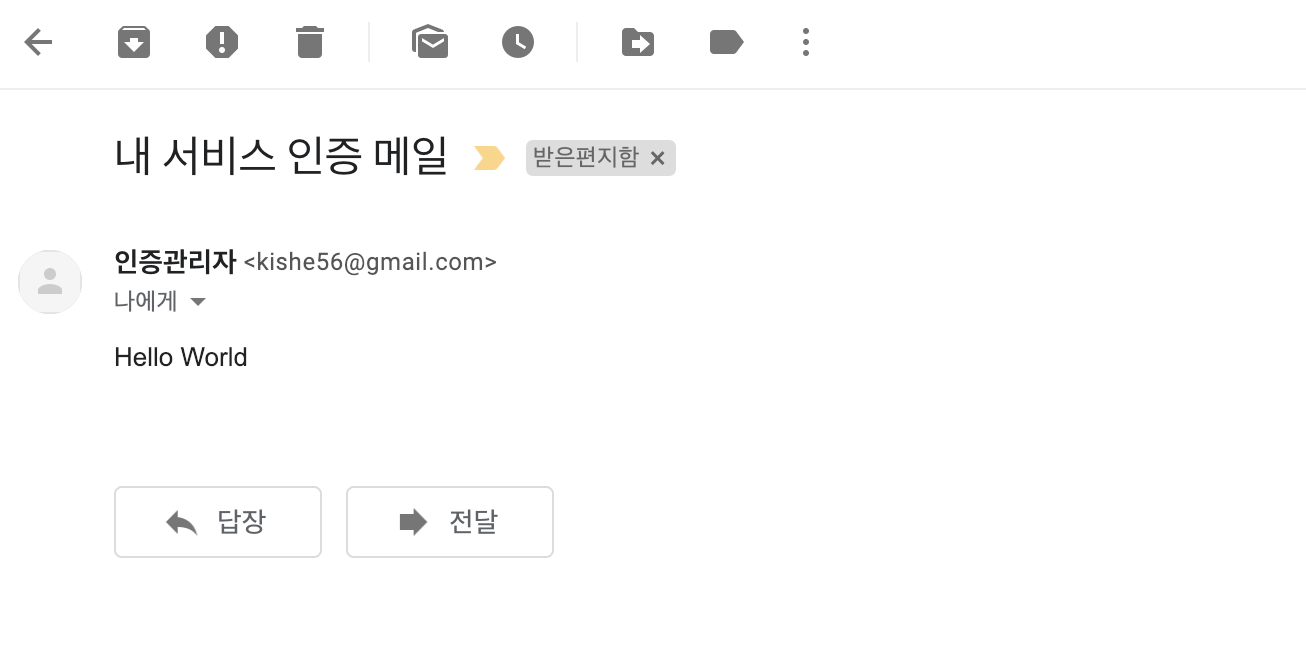 내 서비스 인증 메일 받은편지함 ×
인증관리자 <kishe56@gmail.com>
나에게
Hello World
답장 전달